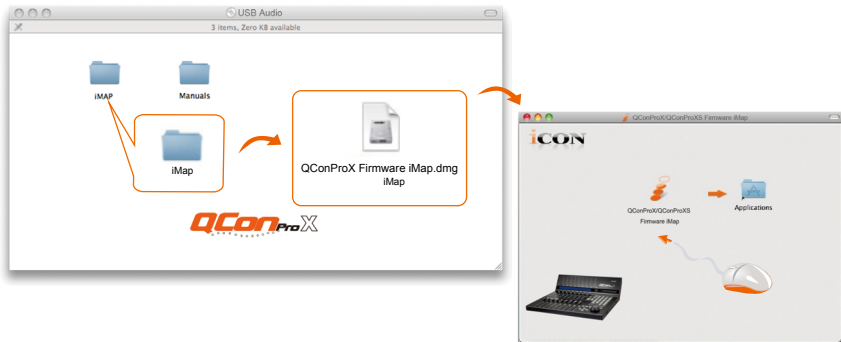 USB Audio
3 items, Zero KB available
iMAP
Manuals
iMap
QConProX Firmware iMap.dmg
iMap
QCon Pro X
QConProX/QConProXS Firmware iMap
iCON
QConProX/QConProXS
Firmware iMap
Applications